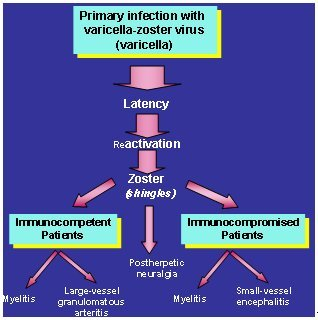 Primary infection with
varicella-zoster virus
(varicella)
Latency
Reactivation
Zoster
(shingles)
Immunocompetent
Patients
Immunocompromised
Patients
Postherpetic
neuralgia
Myelitis
Large-vessel
granulomatous
arteritis
Myelitis
Small-vessel
encephalitis